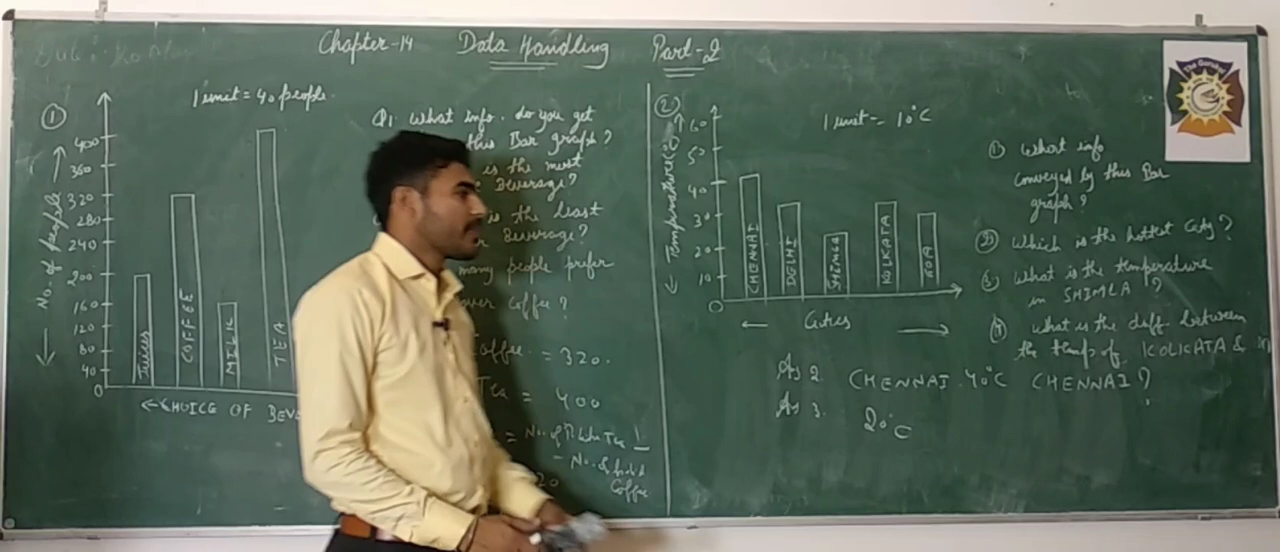 Chapter-14 Data Handling Part-2
①
1 unit = 40 people
400
360
320
280
240
200
160
120
80
40
0
No. of people
Juices
COFFEE
MILK
TEA
CHOICE OF BEV
Q1. What info. do you get
this Bar graph?
is the most
Beverage?
is the least
Beverage?
many people prefer
over Coffee?
offee = 320.
Tea = 400
= No. of
- No. of
Coffee
20
②
1 unit = 10°C
60
50
40
30
20
10
0
Temperature(°C)
CHENNAI
DELHI
SHIMLA
KOLKATA
GOA
Cities
① What info
conveyed by this Bar
graph?
② Which is the hottest City?
③ What is the temperature
in SHIMLA?
④ What is the diff. between
the temp of KOLKATA &
CHENNAI?
As 2. CHENNAI 40°C
As 3. 20°C
The Gurukul